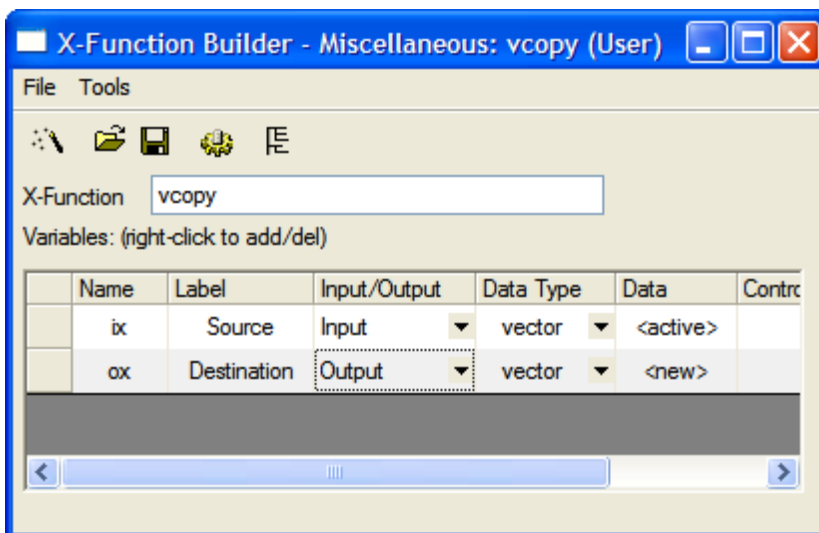 X-Function Builder - Miscellaneous: vcopy (User)
File Tools
X-Function vcopy
Variables: (right-click to add/del)
Name Label Input/Output Data Type Data Contro
ix Source Input vector <active>
ox Destination Output vector <new>